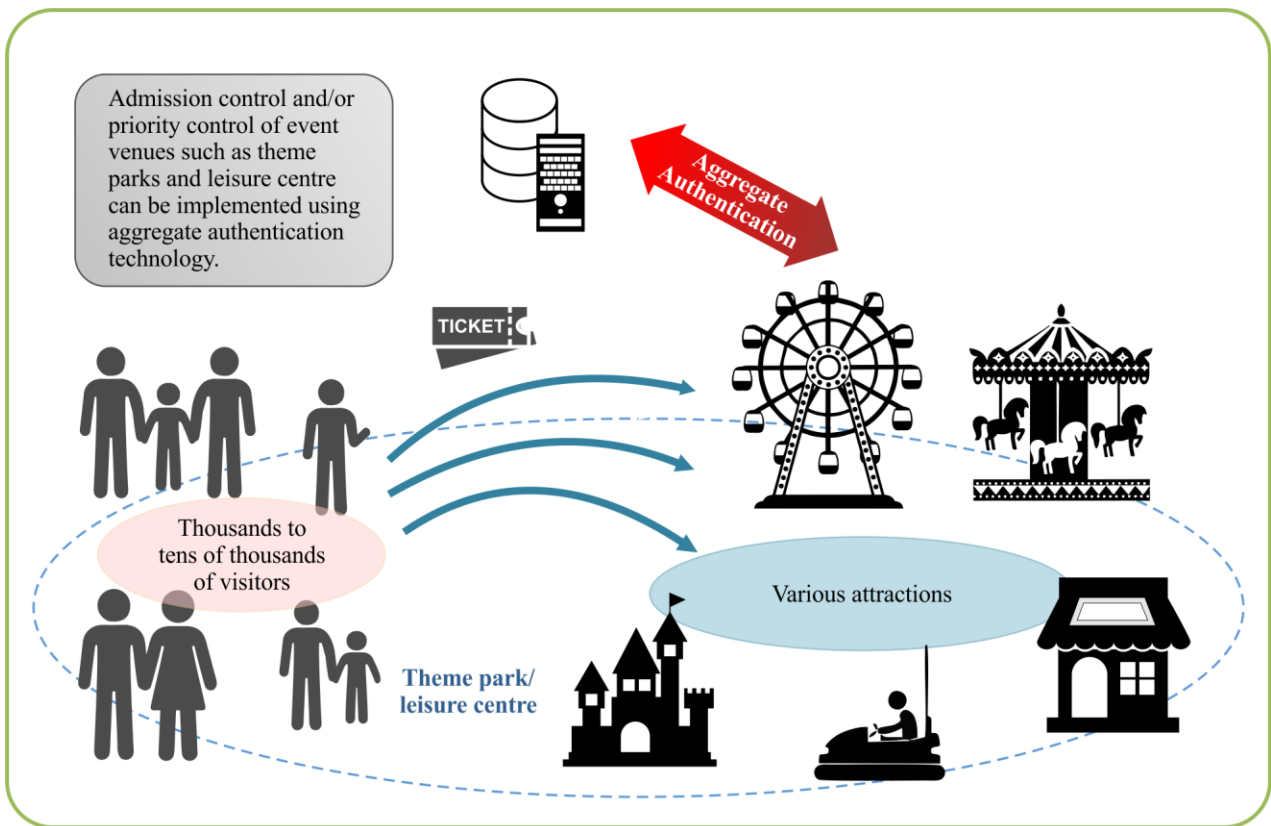 Admission control and/or
priority control of event
venues such as theme
parks and leisure centre
can be implemented using
aggregate authentication
technology.
Aggregate
Authentication
TICKET
Thousands to
tens of thousands
of visitors
Various attractions
Theme park/
leisure centre